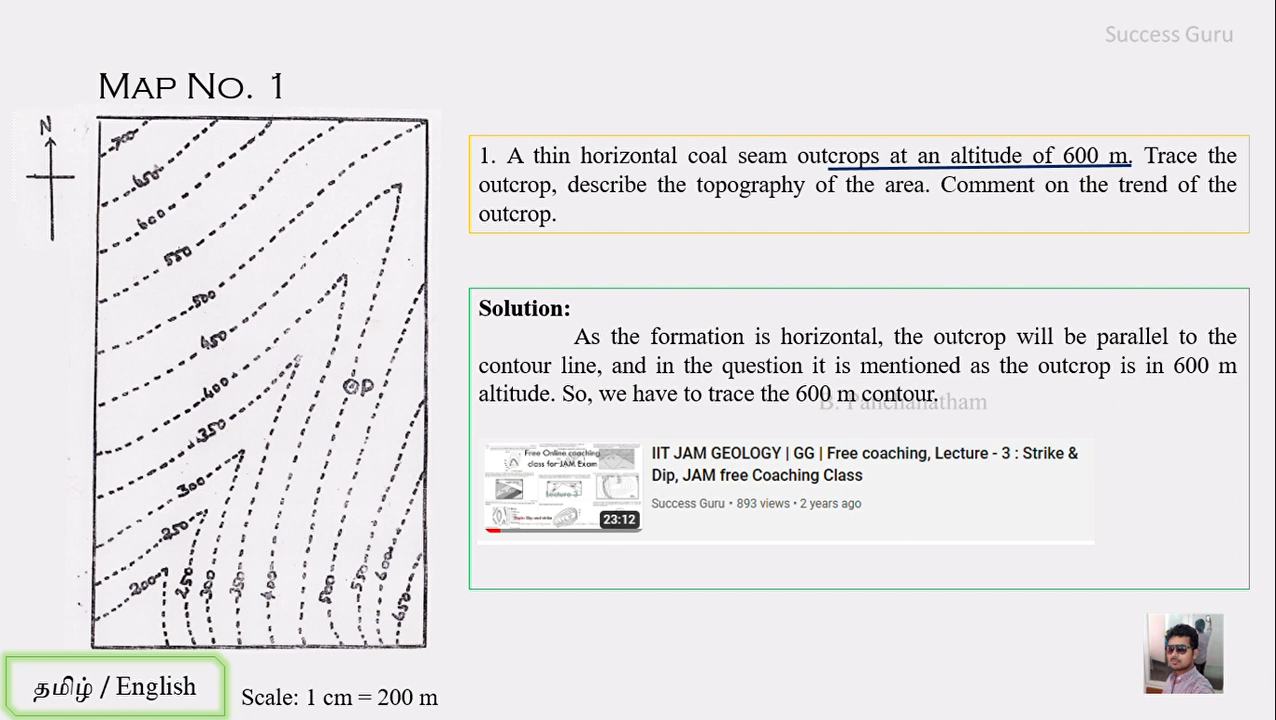 Success Guru
MAP NO. 1
N
1. A thin horizontal coal seam outcrops at an altitude of 600 m. Trace the
outcrop, describe the topography of the area. Comment on the trend of the
outcrop.
700
650
600
550
500
450
400
350
300
250
200
250
300
350
400
500
550
600
650
Solution:
As the formation is horizontal, the outcrop will be parallel to the
contour line, and in the question it is mentioned as the outcrop is in 600 m
altitude. So, we have to trace the 600 m contour.
B. Panchanatham
Free Online coaching
class for JAM Exam
Lecture-3
23:12
IIT JAM GEOLOGY | GG | Free coaching, Lecture - 3 : Strike &
Dip, JAM free Coaching Class
Success Guru • 893 views • 2 years ago
தமிழ் / English
Scale: 1 cm = 200 m